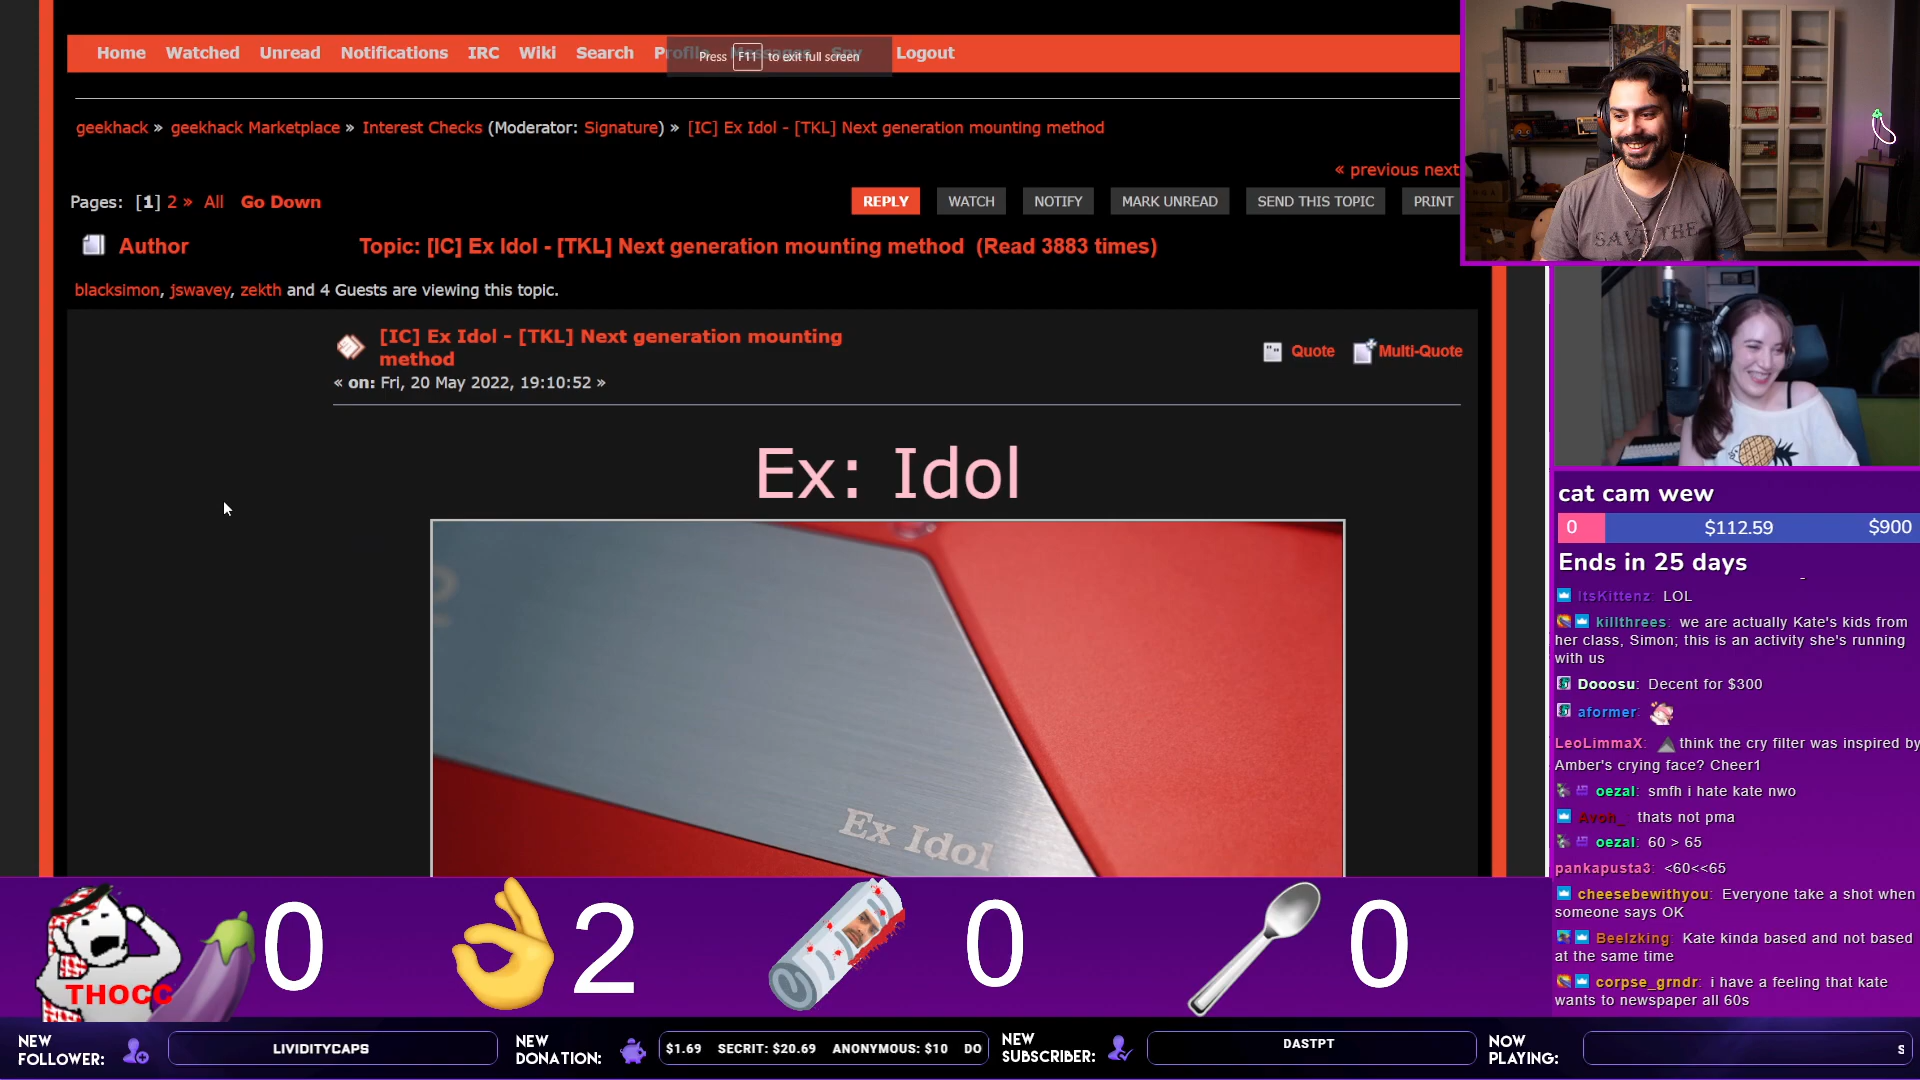 Home Watched Unread Notifications IRC Wiki Search Profile Logout
Press F11 to exit full screen
geekhack » geekhack Marketplace » Interest Checks (Moderator: Signature) » [IC] Ex Idol - [TKL] Next generation mounting method
« previous next
Pages: [1] 2 » All Go Down
REPLY WATCH NOTIFY MARK UNREAD SEND THIS TOPIC PRINT
Author Topic: [IC] Ex Idol - [TKL] Next generation mounting method (Read 3883 times)
blacksimon, jswavey, zekth and 4 Guests are viewing this topic.
[IC] Ex Idol - [TKL] Next generation mounting
method
Quote Multi-Quote
« on: Fri, 20 May 2022, 19:10:52 »
Ex: Idol
Ex Idol
SAVE THE
cat cam wew
0 $112.59 $900
Ends in 25 days
ItsKittenz: LOL
killthrees: we are actually Kate's kids from
her class, Simon; this is an activity she's running
with us
Dooosu: Decent for $300
aformer:
LeoLimmaX: think the cry filter was inspired by
Amber's crying face? Cheer1
oezal: smfh i hate kate nwo
Avoh_: thats not pma
oezal: 60 > 65
pankapusta3: <60<<65
cheesebewithyou: Everyone take a shot when
someone says OK
Beelzking: Kate kinda based and not based
at the same time
corpse_grndr: i have a feeling that kate
wants to newspaper all 60s
THOCC 0 2 0 0
NEW
FOLLOWER:
LIVIDITYCAPS
NEW
DONATION:
$1.69 SECRIT: $20.69 ANONYMOUS: $10 DO
NEW
SUBSCRIBER:
DASTPT
NOW
PLAYING:
S